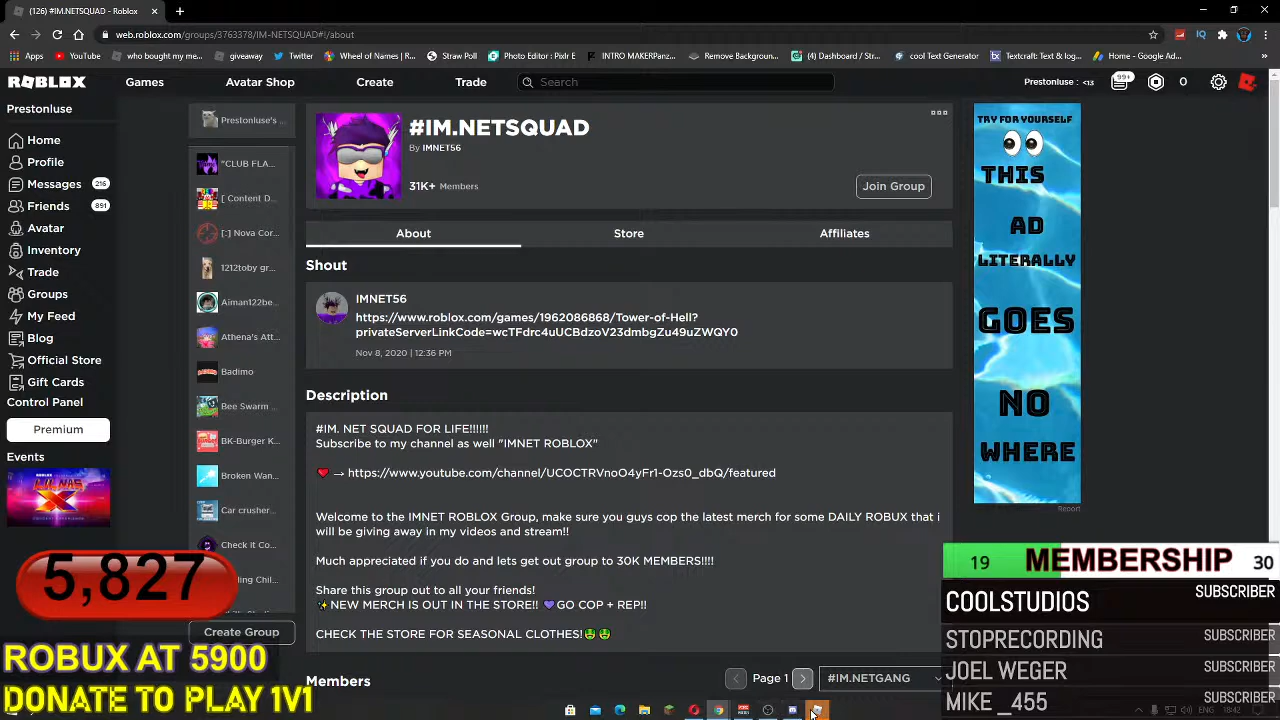 (126) #IM.NETSQUAD - Roblox
web.roblox.com/groups/3763378/IM-NETSQUAD#!/about
Apps
YouTube
who bought my me...
giveaway
Twitter
Wheel of Names | R...
Straw Poll
Photo Editor : Pixlr E
INTRO MAKERPanz...
Remove Background...
(4) Dashboard / Str...
cool Text Generator
Textcraft: Logo & te...
Home - Google Ad...
ROBLOX
Games
Avatar Shop
Create
Trade
Search
Prestonluse : <13
99+
0
Prestonluse
Home
Profile
Messages 216
Friends 891
Avatar
Inventory
Trade
Groups
My Feed
Blog
Official Store
Gift Cards
Control Panel
Premium
Events
Prestonluse's ...
"CLUB FLA...
[ Content D...
[:] Nova Cor...
1212toby gr...
Aiman122be...
Athena's Att...
Badimo
Bee Swarm ...
BK-Burger K...
Broken Wan...
Car crusher...
Check It Co...
Create Group
#IM.NETSQUAD
By IMNET56
31K+ Members
Join Group
About
Store
Affiliates
Shout
IMNET56
https://www.roblox.com/games/1962086868/Tower-of-Hell?
privateServerLinkCode=wcTFdrc4uUCBdzoV23dmbgZu49uZWQY0
Nov 8, 2020 | 12:36 PM
Description
#IM. NET SQUAD FOR LIFE!!!!!!
Subscribe to my channel as well "IMNET ROBLOX"
❤️ → https://www.youtube.com/channel/UCOCTRVnoO4yFr1-Ozs0_dbQ/featured
Welcome to the IMNET ROBLOX Group, make sure you guys cop the latest merch for some DAILY ROBUX that i
will be giving away in my videos and stream!!
Much appreciated if you do and lets get out group to 30K MEMBERS!!!!
Share this group out to all your friends!
✨NEW MERCH IS OUT IN THE STORE!! 💜GO COP + REP!!
CHECK THE STORE FOR SEASONAL CLOTHES!🤑🤑
Members
Page 1
#IM.NETGANG
TRY FOR YOURSELF
THIS
AD
LITERALLY
GOES
NO
WHERE
Report
5,827
ROBUX AT 5900
DONATE TO PLAY 1V1
19 MEMBERSHIP 30
COOLSTUDIOS SUBSCRIBER
STOPRECORDING SUBSCRIBER
JOEL WEGER SUBSCRIBER
MIKE_455 SUBSCRIBER
ENG 18:42